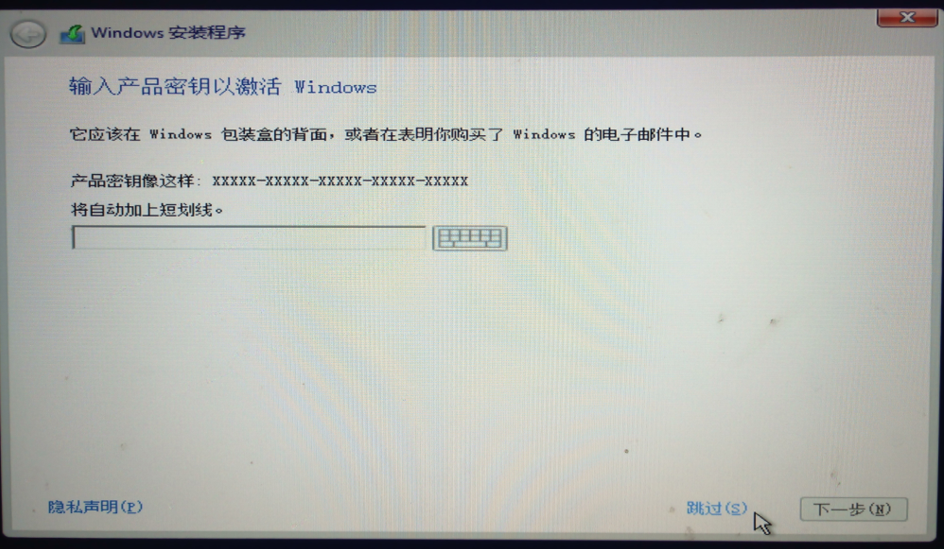 Windows 安装程序
输入产品密钥以激活 Windows
它应该在 Windows 包装盒的背面，或者在表明你购买了 Windows 的电子邮件中。
产品密钥像这样: XXXXX-XXXXX-XXXXX-XXXXX-XXXXX
将自动加上短划线。
隐私声明(P)
跳过(S)
下一步(N)